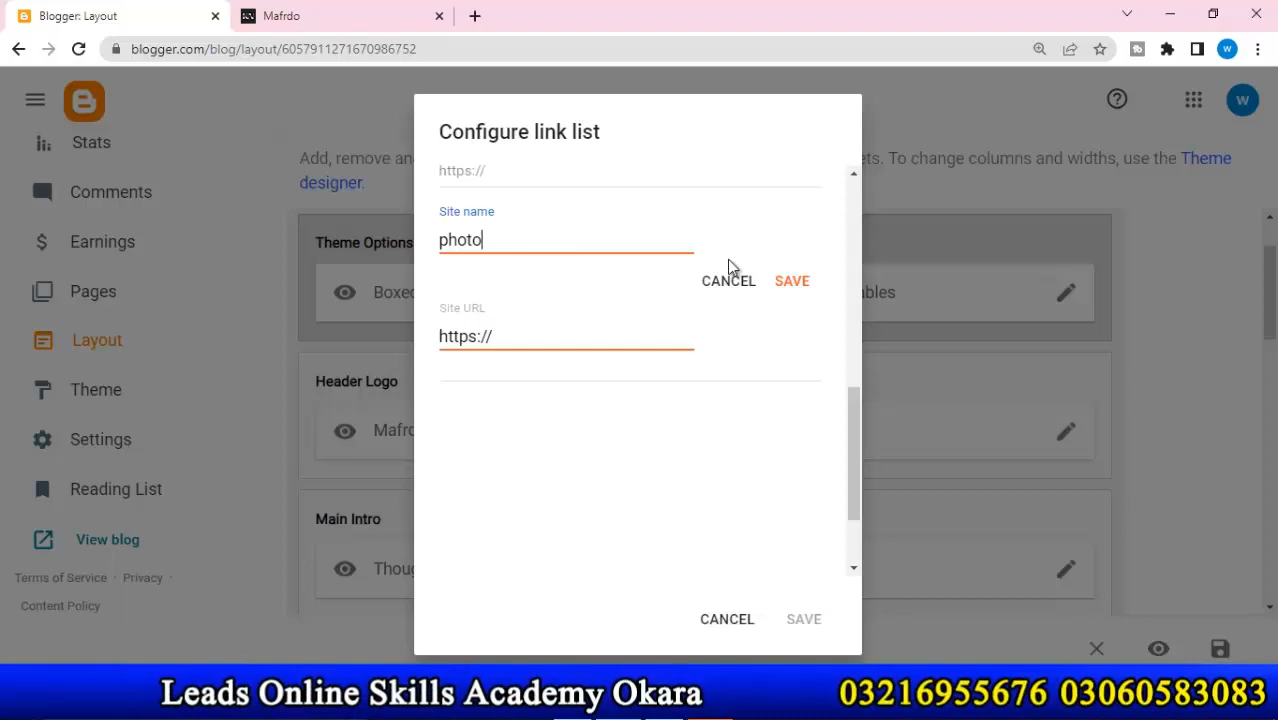 Blogger: Layout
Mafrdo
blogger.com/blog/layout/6057911271670986752
w
w
Stats
Comments
Earnings
Pages
Layout
Theme
Settings
Reading List
View blog
Terms of Service · Privacy ·
Content Policy
Add, remove an
ets. To change columns and widths, use the Theme
designer.
Theme Options
Boxed
ables
Header Logo
Mafrd
Main Intro
Thoug
Configure link list
https://
Site name
photo
CANCEL SAVE
Site URL
https://
CANCEL SAVE
Leads Online Skills Academy Okara 03216955676 03060583083